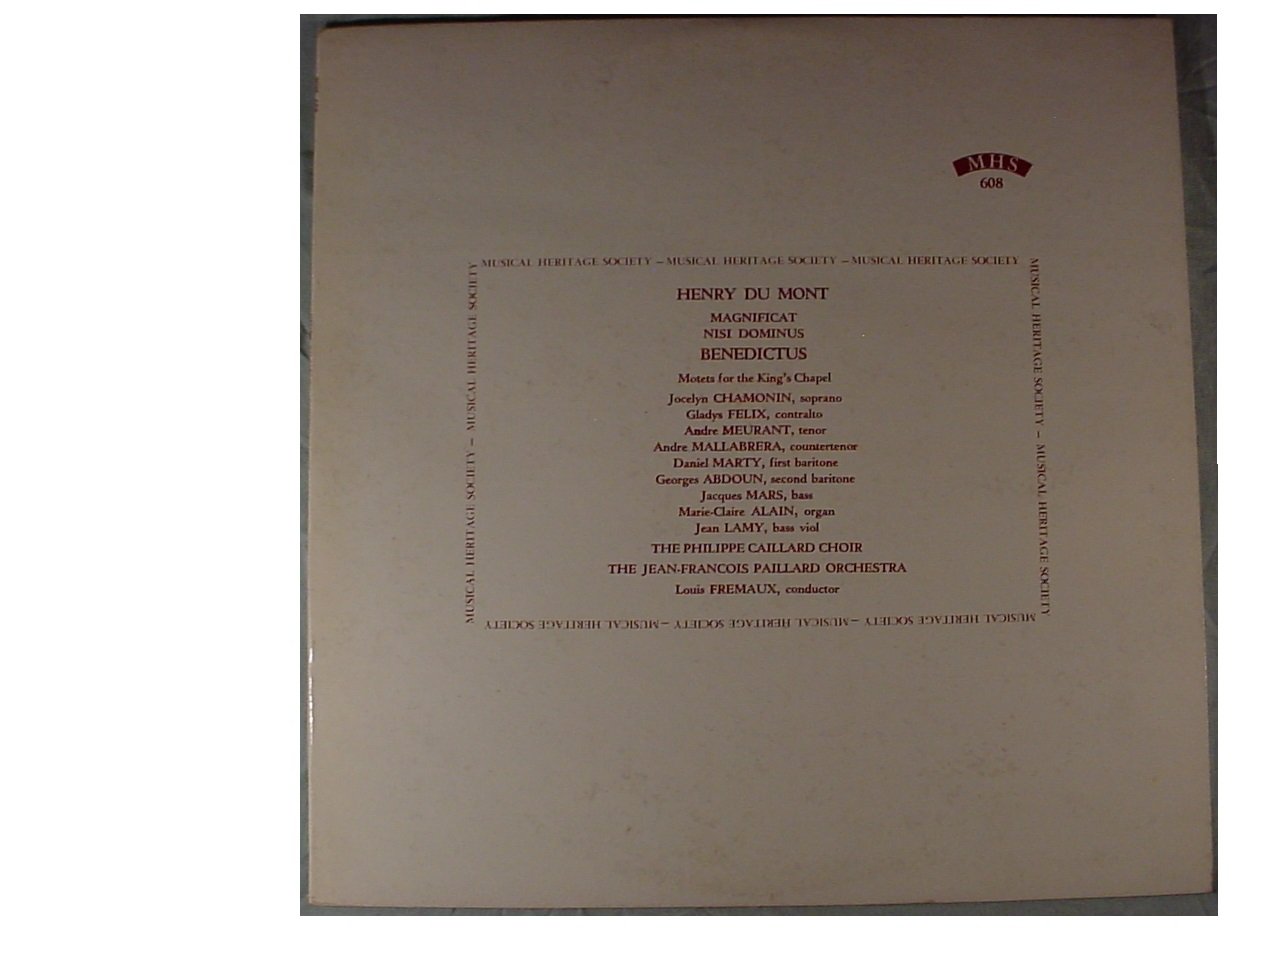 MHS
608
MUSICAL HERITAGE SOCIETY – MUSICAL HERITAGE SOCIETY – MUSICAL HERITAGE SOCIETY
HENRY DU MONT
MAGNIFICAT
NISI DOMINUS
BENEDICTUS
Motets for the King's Chapel
Jocelyn CHAMONIN, soprano
Gladys FELIX, contralto
Andre MEURANT, tenor
Andre MALLABRERA, countertenor
Daniel MARTY, first baritone
Georges ABDOUN, second baritone
Jacques MARS, bass
Marie-Claire ALAIN, organ
Jean LAMY, bass viol
THE PHILIPPE CAILLARD CHOIR
THE JEAN-FRANCOIS PAILLARD ORCHESTRA
Louis FREMAUX, conductor
MUSICAL HERITAGE SOCIETY – MUSICAL HERITAGE SOCIETY
MUSICAL HERITAGE SOCIETY – MUSICAL HERITAGE SOCIETY – MUSICAL HERITAGE SOCIETY
MUSICAL HERITAGE SOCIETY – MUSICAL HERITAGE SOCIETY